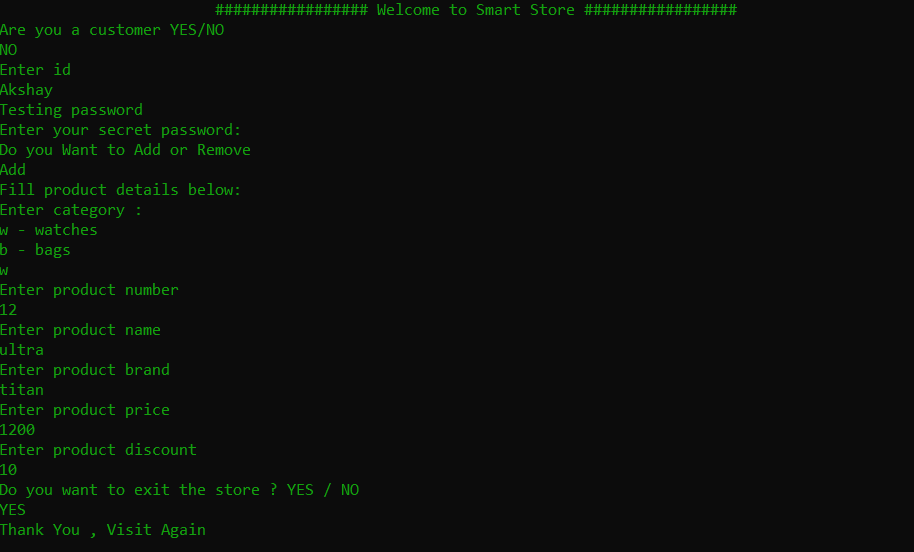 ################# Welcome to Smart Store #################
Are you a customer YES/NO
NO
Enter id
Akshay
Testing password
Enter your secret password:
Do you Want to Add or Remove
Add
Fill product details below:
Enter category :
w - watches
b - bags
w
Enter product number
12
Enter product name
ultra
Enter product brand
titan
Enter product price
1200
Enter product discount
10
Do you want to exit the store ? YES / NO
YES
Thank You , Visit Again